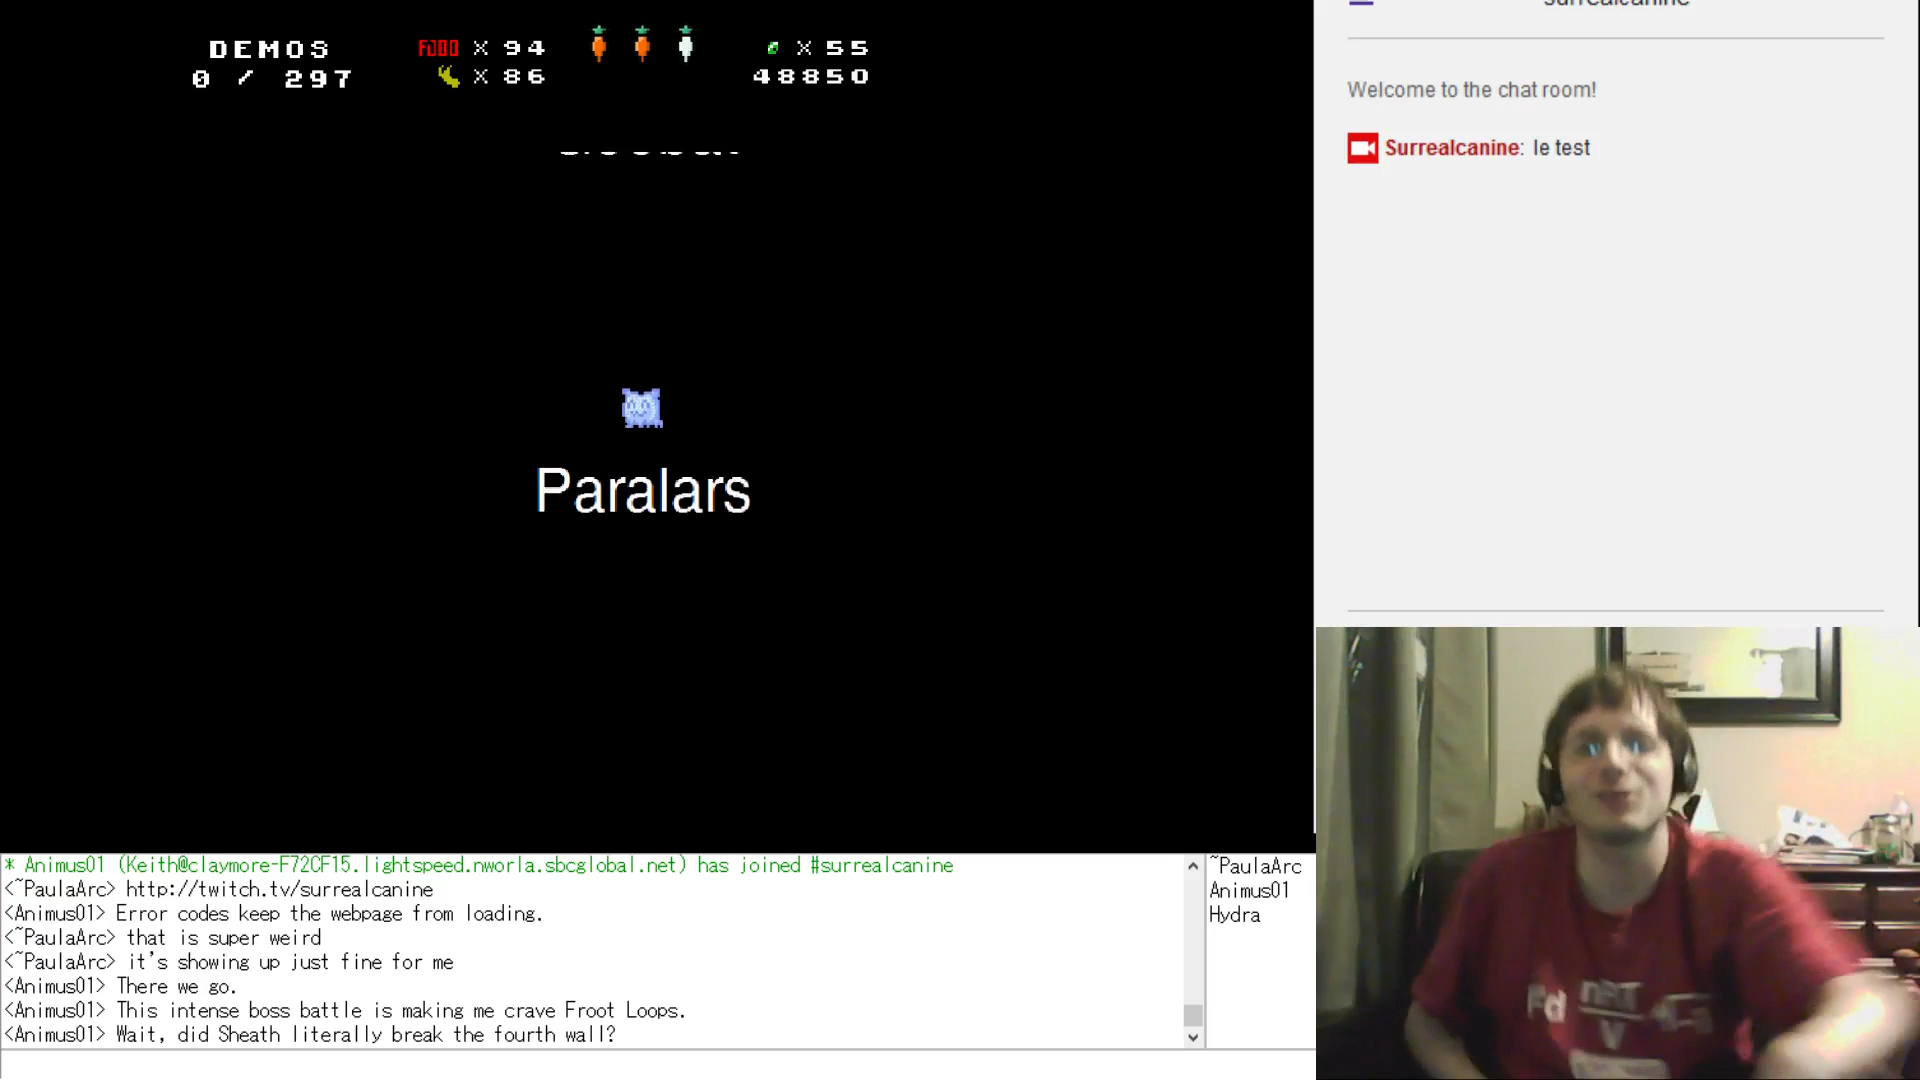 DEMOS
0 / 297
FOOD X 94
X 86
X 55
48850
Paralars
surrealcanine
Welcome to the chat room!
Surrealcanine: le test
* Animus01 (Keith@claymore-F72CF15.lightspeed.nworla.sbcglobal.net) has joined #surrealcanine
<~PaulaArc> http://twitch.tv/surrealcanine
<Animus01> Error codes keep the webpage from loading.
<~PaulaArc> that is super weird
<~PaulaArc> it's showing up just fine for me
<Animus01> There we go.
<Animus01> This intense boss battle is making me crave Froot Loops.
<Animus01> Wait, did Sheath literally break the fourth wall?
~PaulaArc
Animus01
Hydra